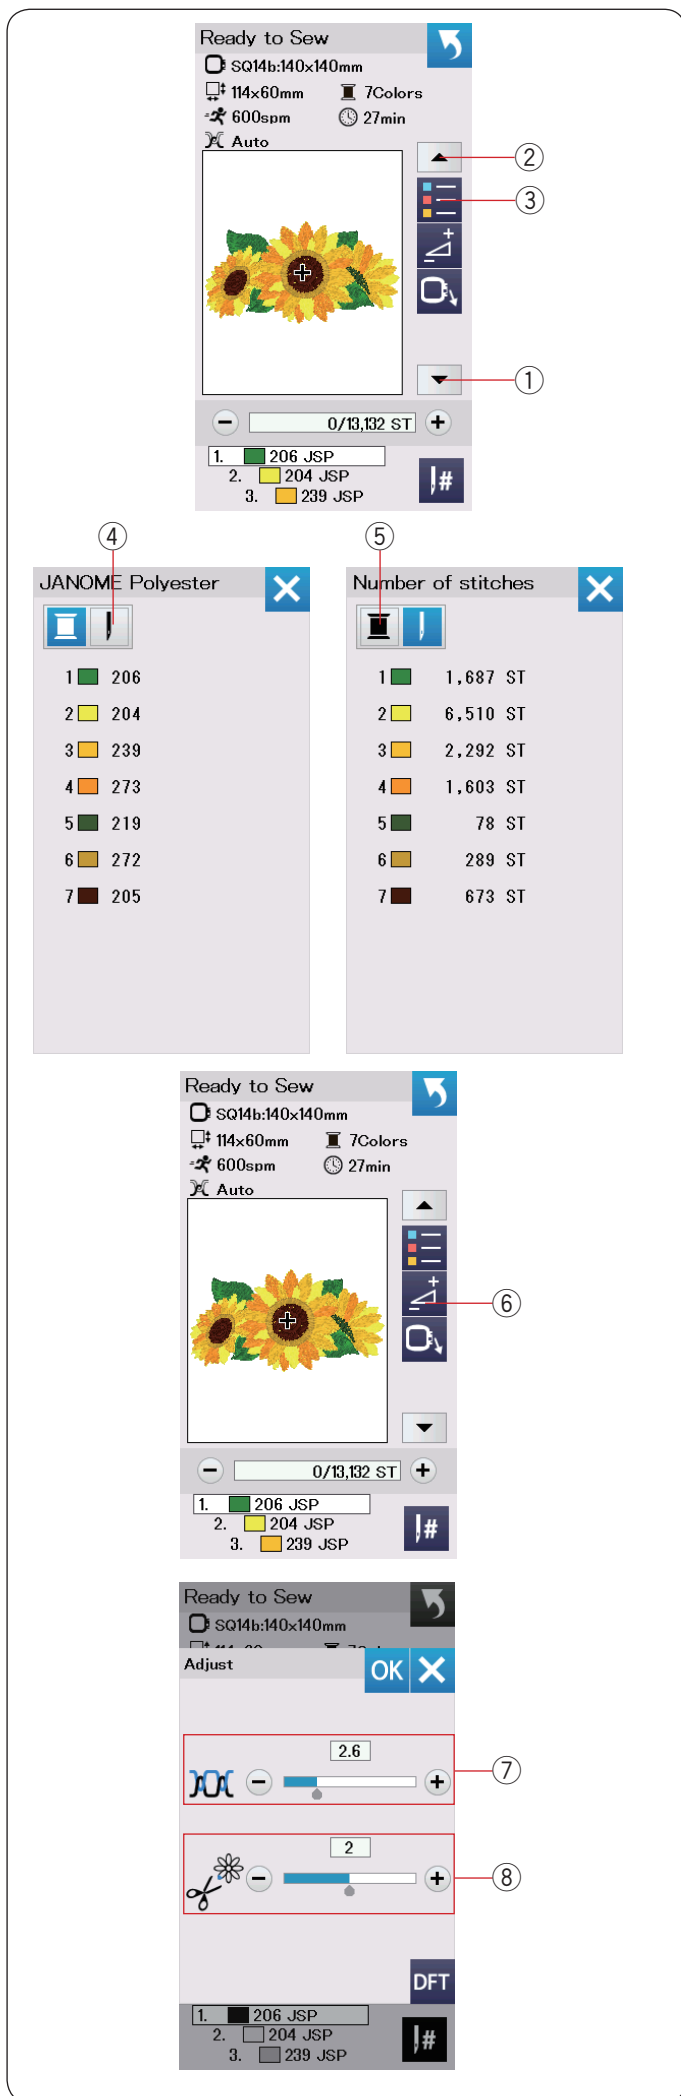 Ready to Sew
SQ14b:140x140mm
114x60mm 7Colors
600spm 27min
Auto
②
③
①
0/13,132 ST
1. 206 JSP
2. 204 JSP
3. 239 JSP
#
④ ⑤
JANOME Polyester
1 206
2 204
3 239
4 273
5 219
6 272
7 205
Number of stitches
1 1,687 ST
2 6,510 ST
3 2,292 ST
4 1,603 ST
5 78 ST
6 289 ST
7 673 ST
Ready to Sew
SQ14b:140x140mm
114x60mm 7Colors
600spm 27min
Auto
⑥
0/13,132 ST
1. 206 JSP
2. 204 JSP
3. 239 JSP
#
Ready to Sew
SQ14b:140x140mm
Adjust OK
2.6
⑦
2
⑧
DFT
1. 206 JSP
2. 204 JSP
3. 239 JSP
#